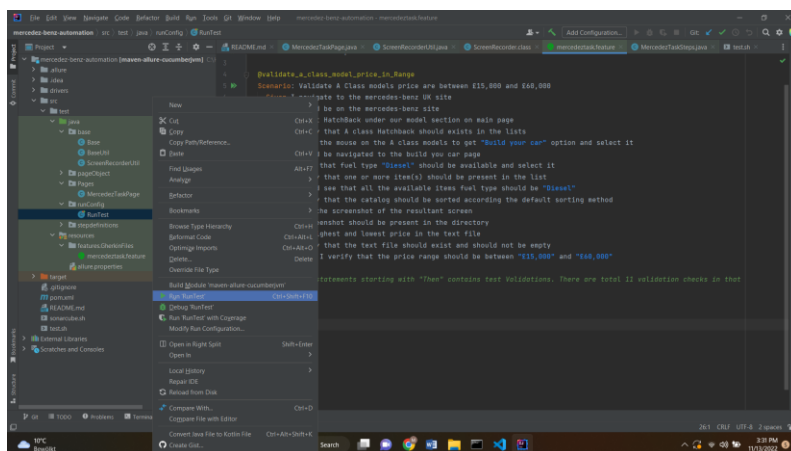 File Edit View Navigate Code Refactor Build Run Tools Git Window Help mercedez-benz-automation - mercedeztask.feature
mercedez-benz-automation src test java runConfig RunTest Add Configuration... Git:
Project README.md MercedezTaskPage.java ScreenRecorderUtil.java ScreenRecorder.class mercedeztask.feature MercedezTaskSteps.java test.sh
mercedez-benz-automation [maven-allure-cucumberjvm]
.allure
.idea
drivers
src
test
java
base
Base
BaseUtil
ScreenRecorderUtil
pageObject
Pages
MercedezTaskPage
runConfig
RunTest
stepdefinitions
resources
features.GherkinFiles
mercedeztask.feature
allure.properties
target
.gitignore
pom.xml
README.md
sonarcube.sh
test.sh
External Libraries
Scratches and Consoles
New
Cut Ctrl+X
Copy Ctrl+C
Copy Path/Reference...
Paste Ctrl+V
Find Usages Alt+F7
Analyze
Refactor
Bookmarks
Browse Type Hierarchy Ctrl+H
Reformat Code Ctrl+Alt+L
Optimize Imports Ctrl+Alt+O
Delete... Delete
Override File Type
Build Module 'maven-allure-cucumberjvm'
Run 'RunTest' Ctrl+Shift+F10
Debug 'RunTest'
Run 'RunTest' with Coverage
Modify Run Configuration...
Open in Right Split Shift+Enter
Open In
Local History
Repair IDE
Reload from Disk
Compare With... Ctrl+D
Compare File with Editor
Convert Java File to Kotlin File Ctrl+Alt+Shift+K
Create Gist...
@validate_a_class_model_price_in_Range
Scenario: Validate A Class models price are between £15,000 and £60,000
to the mercedes-benz UK site
be on the mercedes-benz site
HatchBack under our model section on main page
that A class Hatchback should exists in the lists
the mouse on the A class models to get "Build your car" option and select it
be navigated to the build you car page
that fuel type "Diesel" should be available and select it
that one or more item(s) should be present in the list
see that all the available items fuel type should be "Diesel"
that the catalog should be sorted according the default sorting method
the screenshot of the resultant screen
should be present in the directory
and lowest price in the text file
that the text file should exist and should not be empty
I verify that the price range should be between "£15,000" and "£60,000"
statements starting with "Then" contains test Validations. There are total 11 validation checks in that
Git TODO Problems
26:1 CRLF UTF-8 2 spaces
10°C Search 3:31 PM
11/13/2022